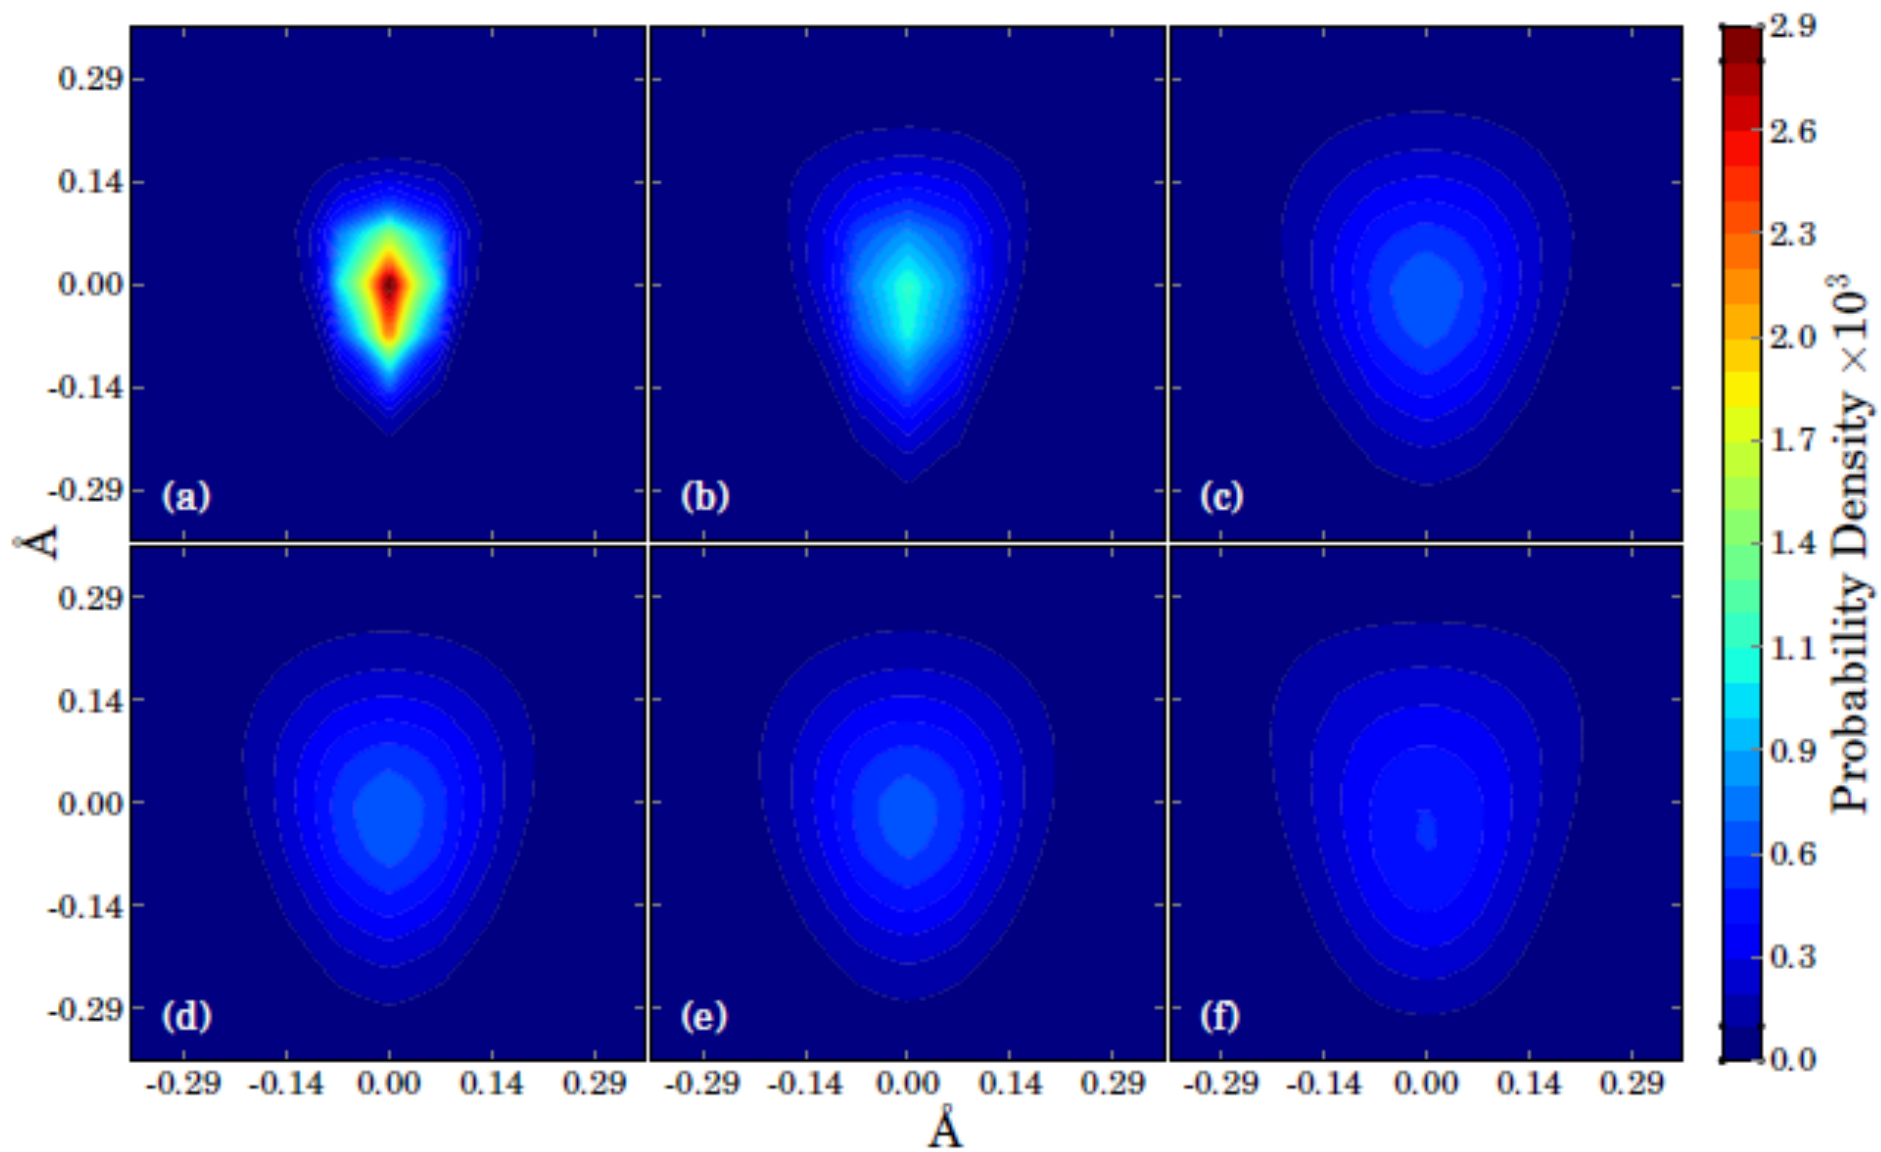 0.29
0.14
0.00
-0.14
-0.29
(a)
(b)
(c)
Å
0.29
0.14
0.00
-0.14
-0.29
(d)
(e)
(f)
-0.29 -0.14 0.00 0.14 0.29
-0.29 -0.14 0.00 0.14 0.29
-0.29 -0.14 0.00 0.14 0.29
Å
2.9
2.6
2.3
2.0
1.7
1.4
1.1
0.9
0.6
0.3
0.0
Probability Density ×10³